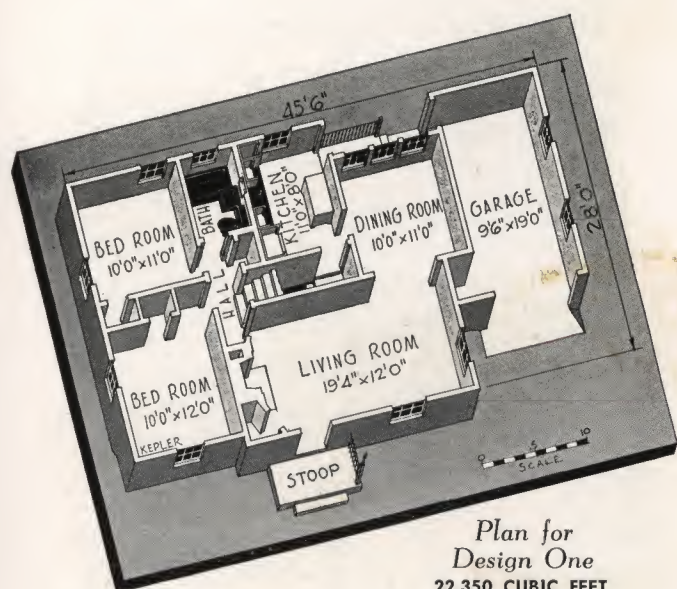 45'6"
28'0"
BED ROOM
10'0"x11'0"
BATH
KITCHEN
11'0"x8'0"
DINING ROOM
10'0"x11'0"
GARAGE
9'6"x19'0"
HALL
BED ROOM
10'0"x12'0"
KEPLER
LIVING ROOM
19'4"x12'0"
STOOP
0 5 10
SCALE
Plan for
Design One
22,350 CUBIC FEET